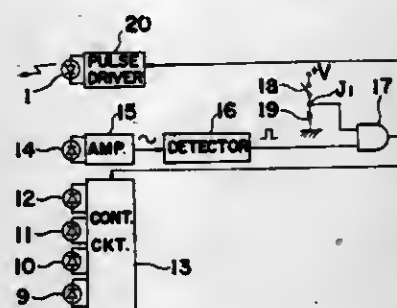 20
PULSE
DRIVER
1
+V
18
J1
17
19
15
16
14
AMP.
DETECTOR
12
11
CONT.
CKT.
10
13
9